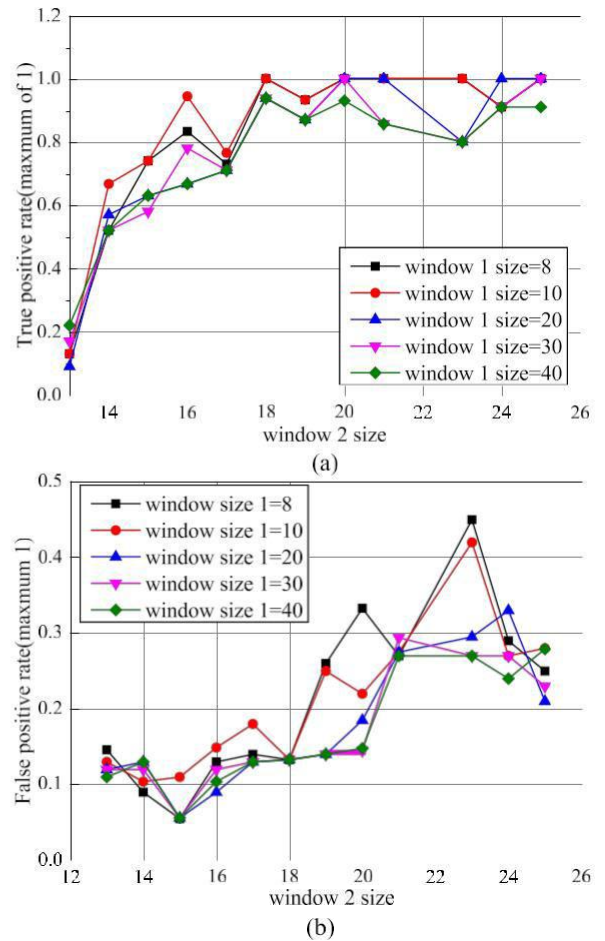 1.2
1.0
0.8
0.6
0.4
0.2
0.0
True positive rate(maxmum of 1)
window 1 size=8
window 1 size=10
window 1 size=20
window 1 size=30
window 1 size=40
14 16 18 20 22 24 26
window 2 size
(a)
0.5
0.4
0.3
0.2
0.1
0.0
False positive rate(maxmum 1)
window size 1=8
window size 1=10
window size 1=20
window size 1=30
window size 1=40
12 14 16 18 20 22 24 26
window 2 size
(b)